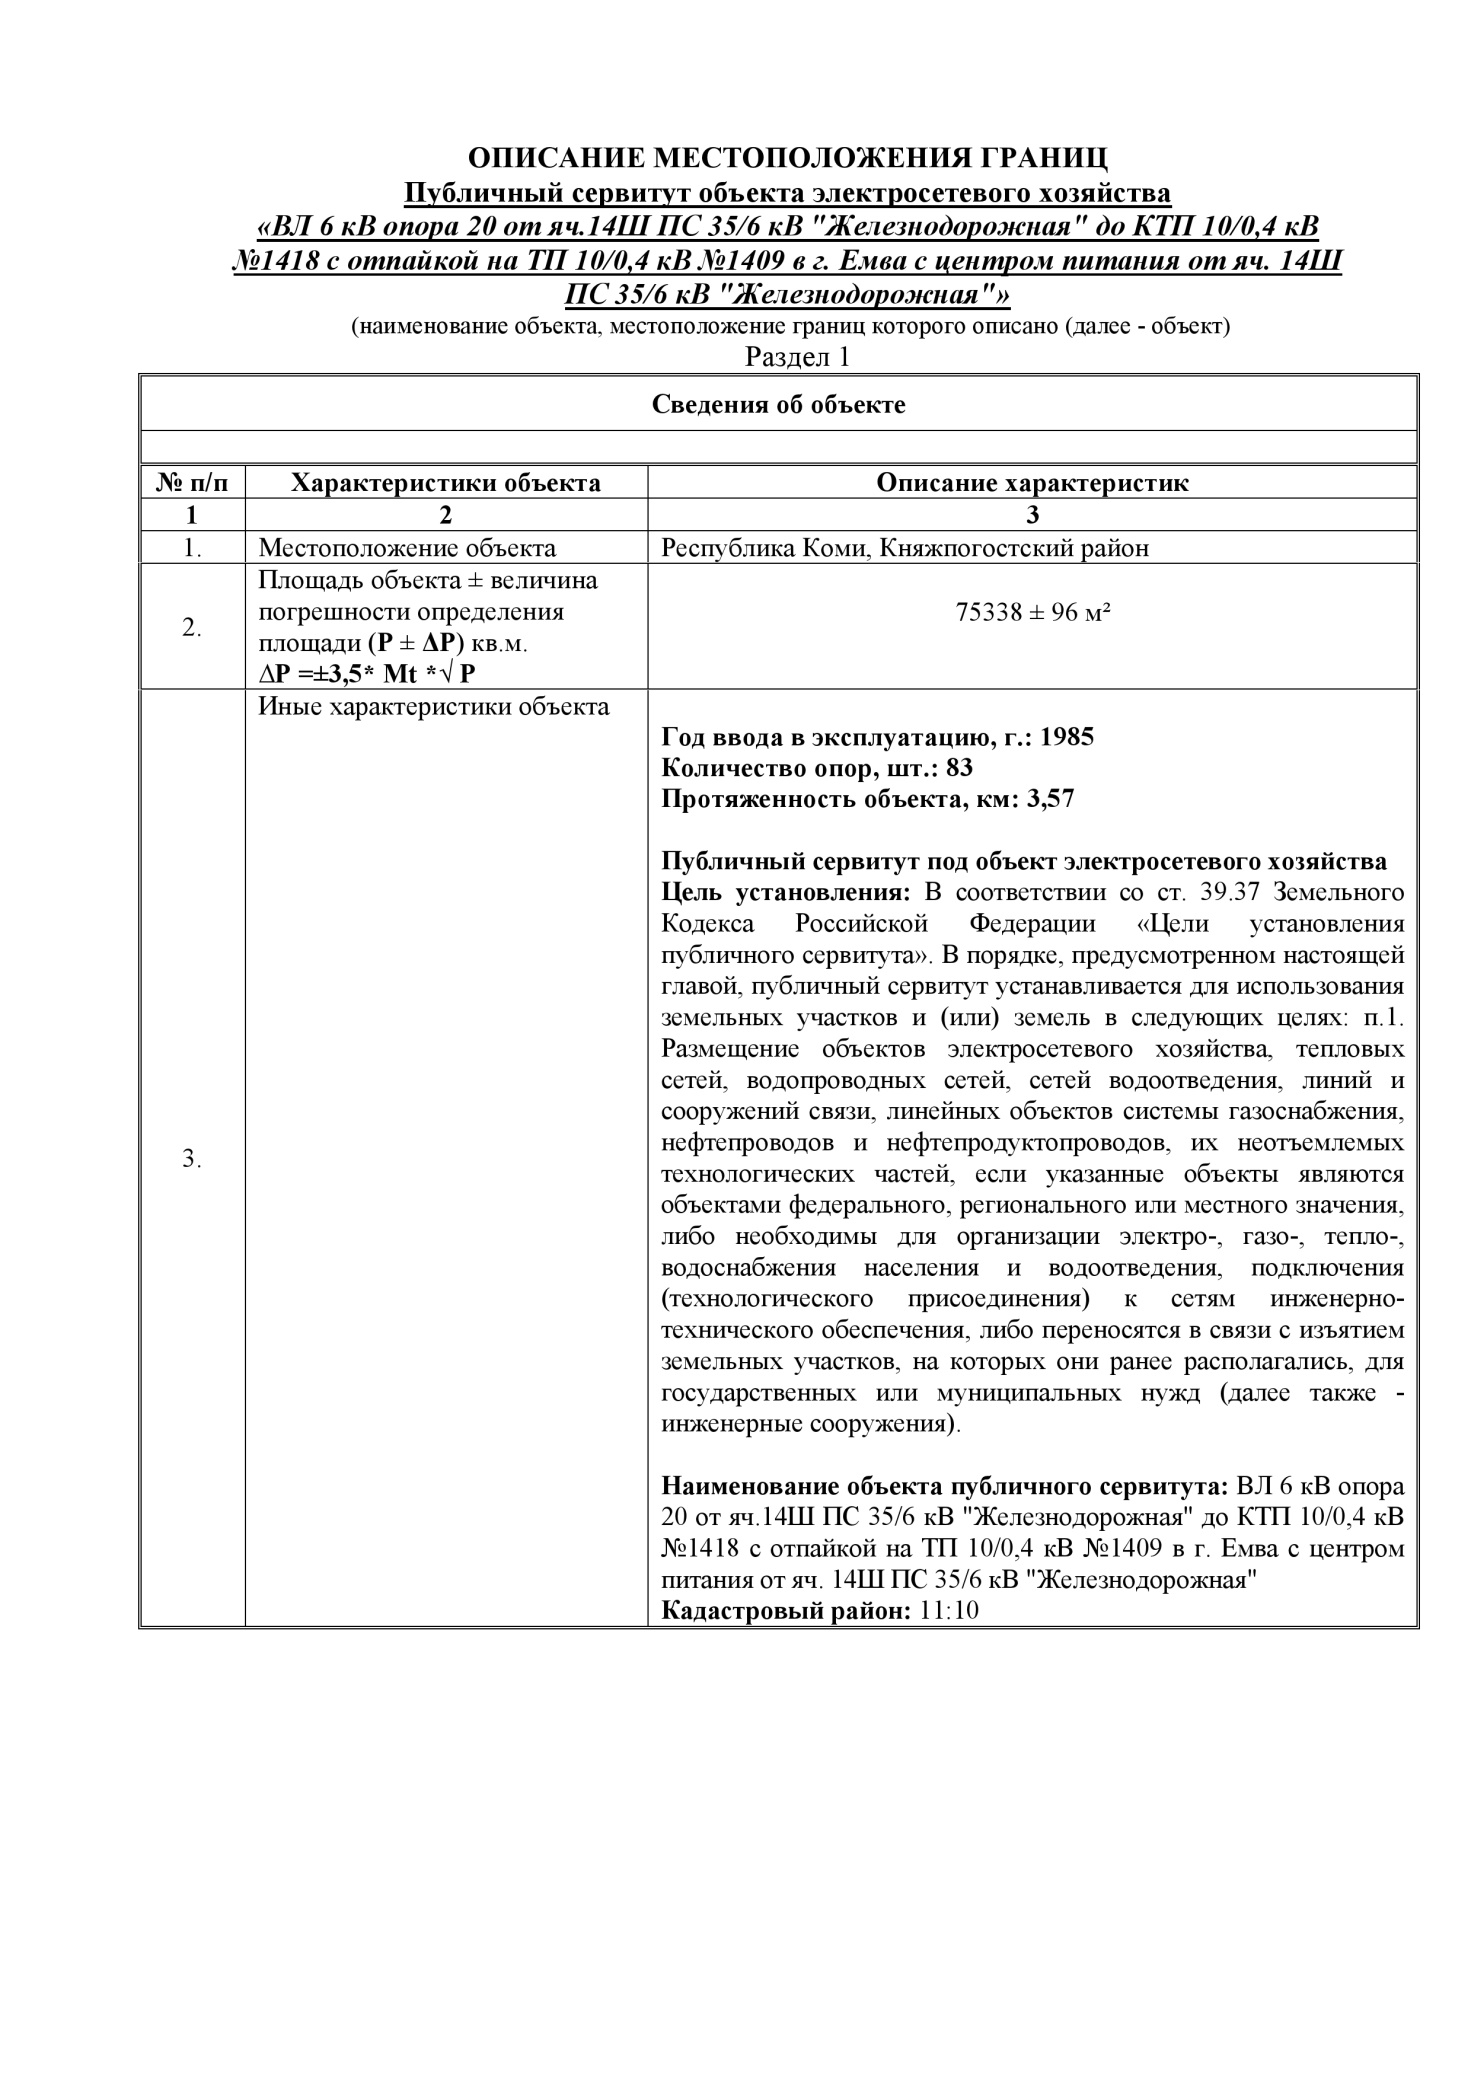 ОПИСАНИЕ МЕСТОПОЛОЖЕНИЯ ГРАНИЦ
Публичный сервитут объекта электросетевого хозяйства
«ВЛ 6 кВ опора 20 от яч.14Ш ПС 35/6 кВ "Железнодорожная" до КТП 10/0,4 кВ
№1418 с отпайкой на ТП 10/0,4 кВ №1409 в г. Емва с центром питания от яч. 14Ш
ПС 35/6 кВ "Железнодорожная"»
(наименование объекта, местоположение границ которого описано (далее - объект)
Раздел 1
Сведения об объекте
№ п/п Характеристики объекта Описание характеристик
1 2 3
1. Местоположение объекта Республика Коми, Княжпогостский район
2. Площадь объекта ± величина
погрешности определения
площади (P ± ΔP) кв.м.
ΔP =±3,5* Mt *√ P
75338 ± 96 м²
3. Иные характеристики объекта
Год ввода в эксплуатацию, г.: 1985
Количество опор, шт.: 83
Протяженность объекта, км: 3,57
Публичный сервитут под объект электросетевого хозяйства
Цель установления: В соответствии со ст. 39.37 Земельного
Кодекса Российской Федерации «Цели установления
публичного сервитута». В порядке, предусмотренном настоящей
главой, публичный сервитут устанавливается для использования
земельных участков и (или) земель в следующих целях: п.1.
Размещение объектов электросетевого хозяйства, тепловых
сетей, водопроводных сетей, сетей водоотведения, линий и
сооружений связи, линейных объектов системы газоснабжения,
нефтепроводов и нефтепродуктопроводов, их неотъемлемых
технологических частей, если указанные объекты являются
объектами федерального, регионального или местного значения,
либо необходимы для организации электро-, газо-, тепло-,
водоснабжения населения и водоотведения, подключения
(технологического присоединения) к сетям инженерно-
технического обеспечения, либо переносятся в связи с изъятием
земельных участков, на которых они ранее располагались, для
государственных или муниципальных нужд (далее также -
инженерные сооружения).
Наименование объекта публичного сервитута: ВЛ 6 кВ опора
20 от яч.14Ш ПС 35/6 кВ "Железнодорожная" до КТП 10/0,4 кВ
№1418 с отпайкой на ТП 10/0,4 кВ №1409 в г. Емва с центром
питания от яч. 14Ш ПС 35/6 кВ "Железнодорожная"
Кадастровый район: 11:10